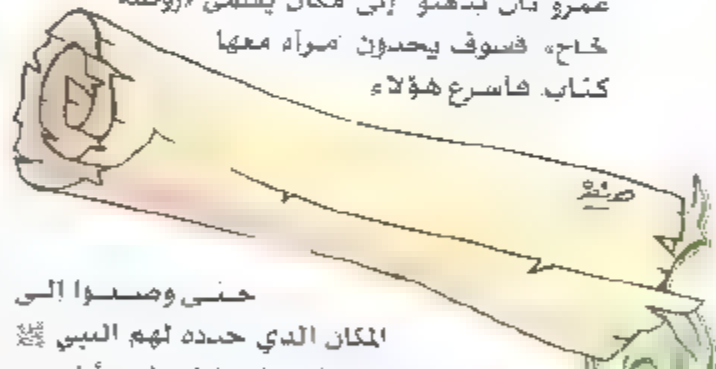 عمرو بأن يذهبوا إلى مكان يسمى «روضة
خاخ» فسوف يجدون امرأة معها
كتاب. فأسرع هؤلاء
حتى وصلوا إلى
المكان الذي حدده لهم النبي ﷺ